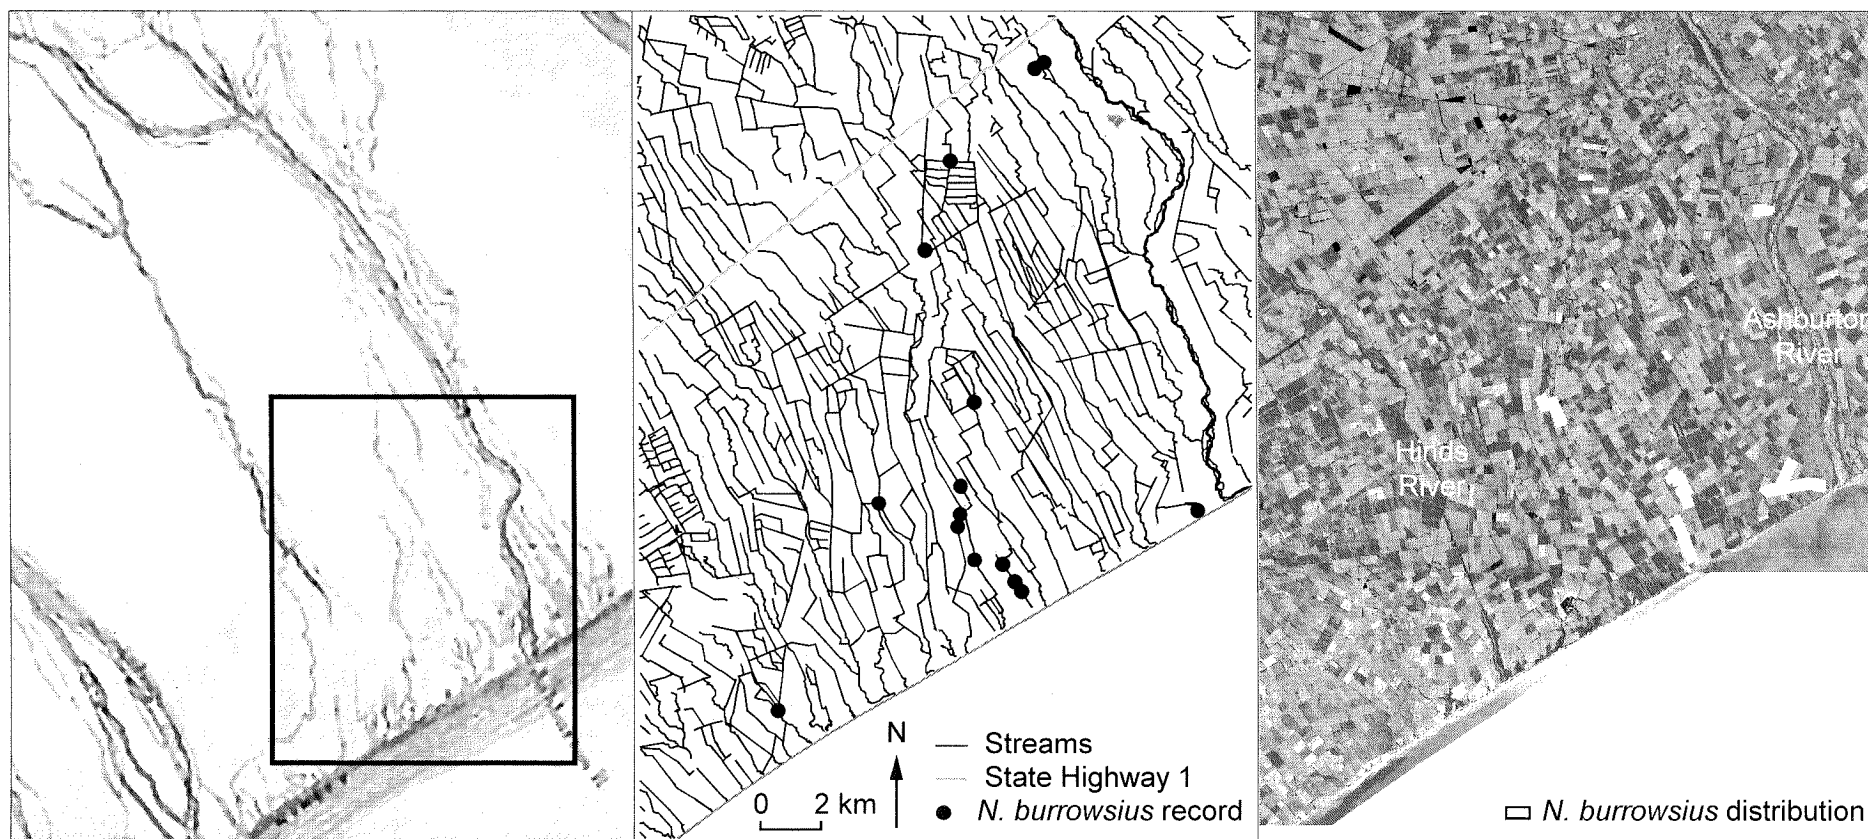 N
Streams
State Highway 1
0 2 km
N. burrowsius record
Ashburton
River
Hinds
River
N. burrowsius distribution